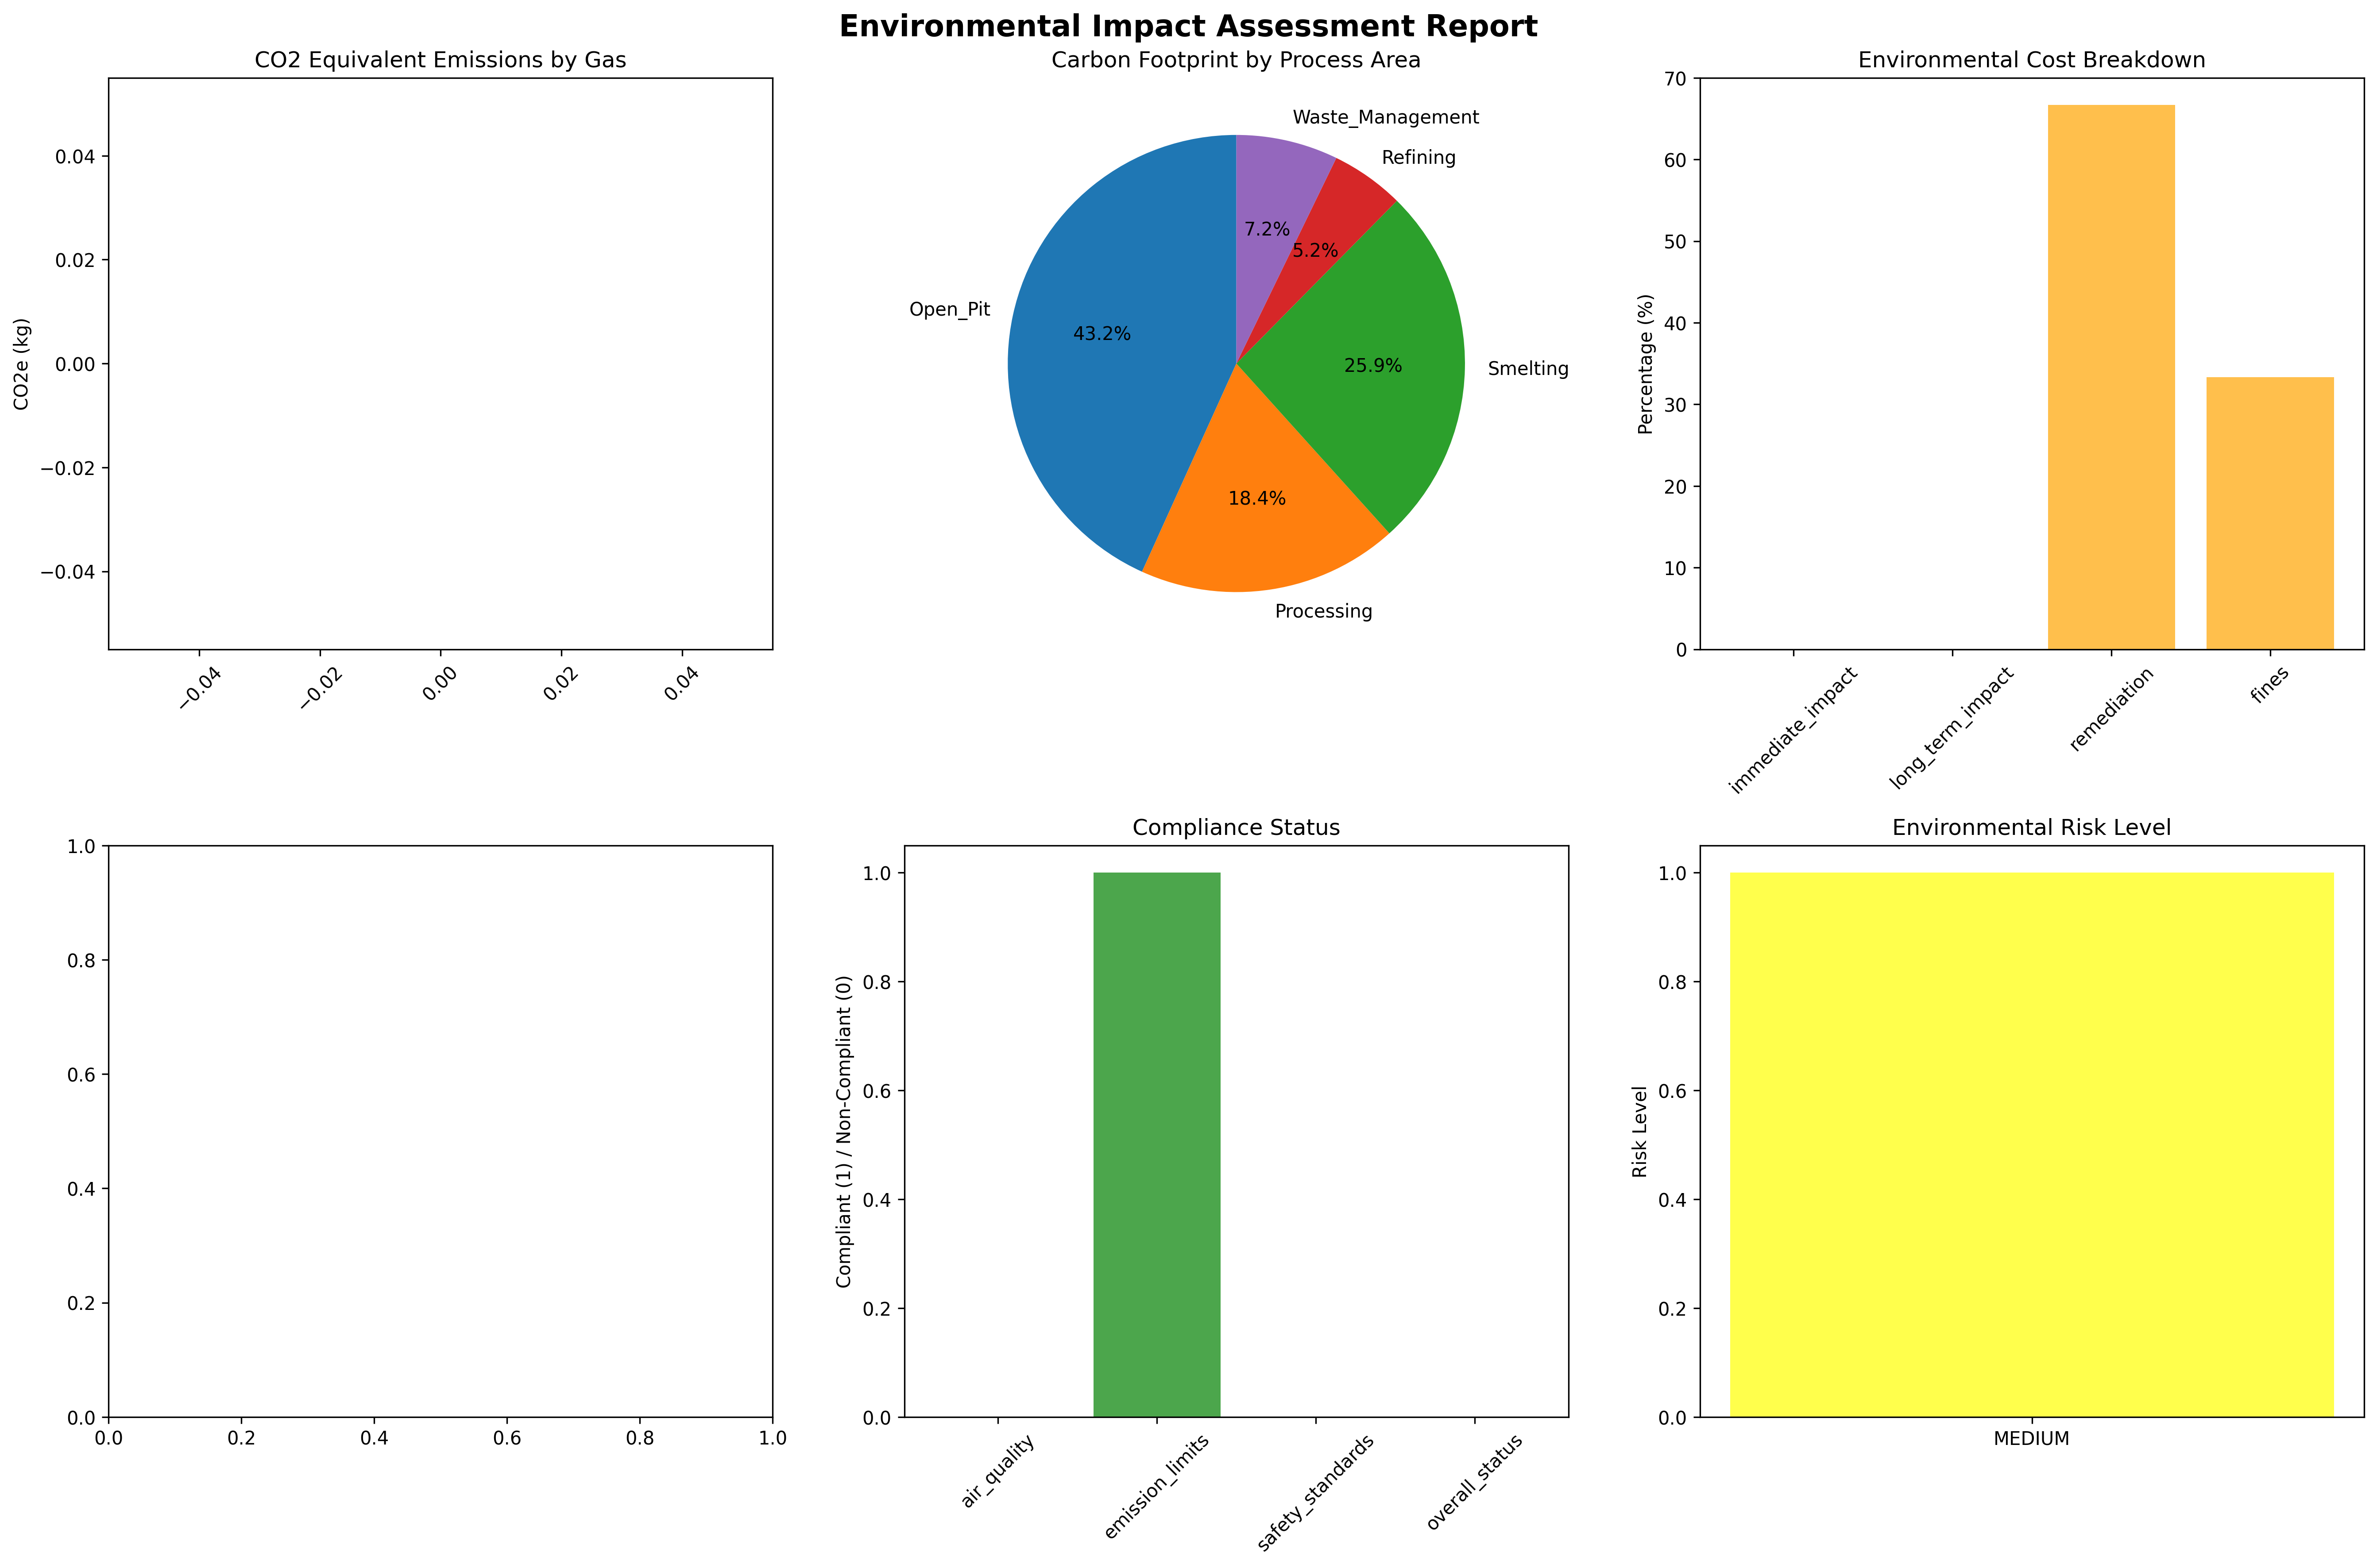 Environmental Impact Assessment Report
CO2 Equivalent Emissions by Gas
CO2e (kg)
0.04
0.02
0.00
−0.02
−0.04
−0.04
−0.02
0.00
0.02
0.04
Carbon Footprint by Process Area
Waste_Management
Refining
Open_Pit
Smelting
Processing
7.2%
5.2%
43.2%
25.9%
18.4%
Environmental Cost Breakdown
Percentage (%)
70
60
50
40
30
20
10
0
immediate_impact
long_term_impact
remediation
fines
1.0
0.8
0.6
0.4
0.2
0.0
0.0
0.2
0.4
0.6
0.8
1.0
Compliance Status
Compliant (1) / Non-Compliant (0)
1.0
0.8
0.6
0.4
0.2
0.0
air_quality
emission_limits
safety_standards
overall_status
Environmental Risk Level
Risk Level
1.0
0.8
0.6
0.4
0.2
0.0
MEDIUM